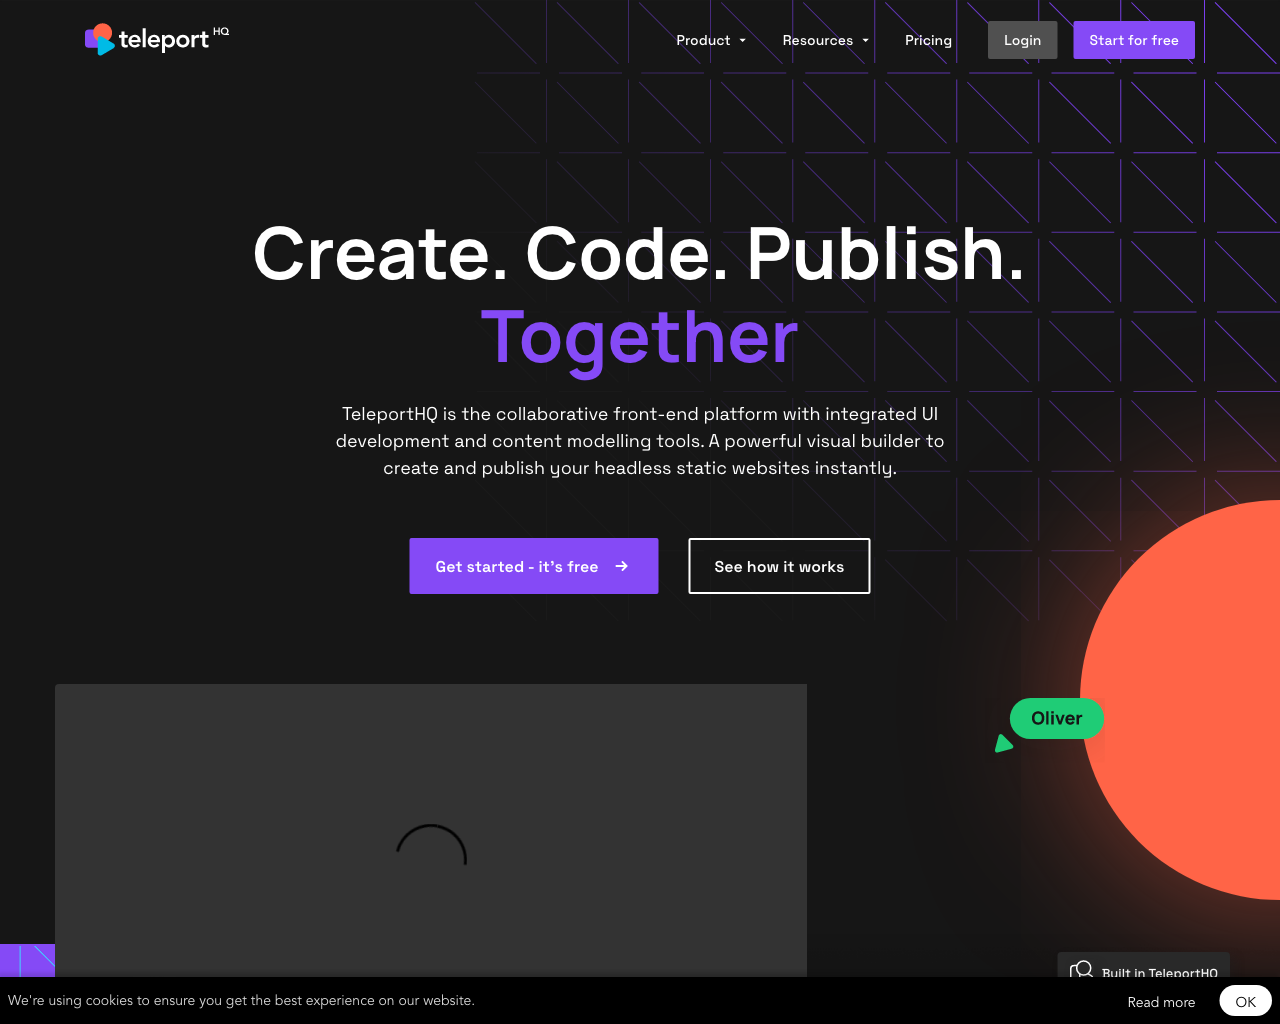 teleport HQ
Product
Resources
Pricing
Login
Start for free
Create. Code. Publish.
Together
TeleportHQ is the collaborative front-end platform with integrated UI
development and content modelling tools. A powerful visual builder to
create and publish your headless static websites instantly.
Get started - it's free
See how it works
Oliver
Built in TeleportHQ
We're using cookies to ensure you get the best experience on our website.
Read more
OK